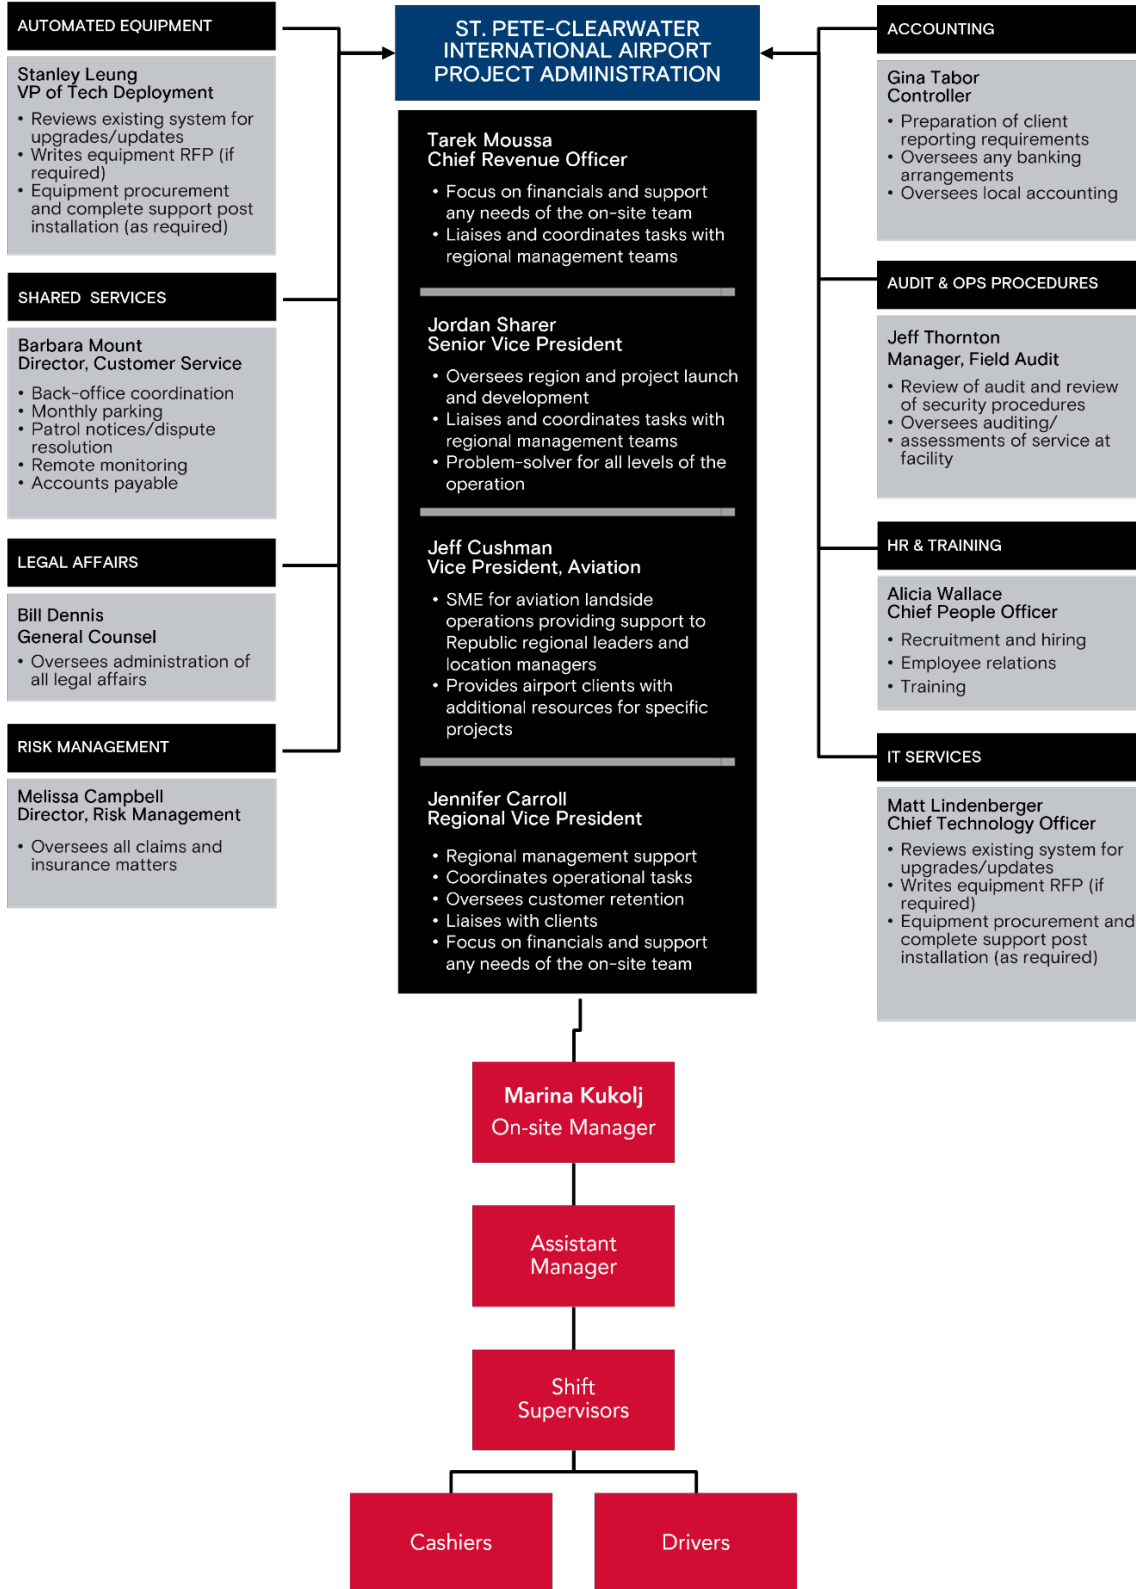 AUTOMATED EQUIPMENT
Stanley Leung
VP of Tech Deployment
• Reviews existing system for
upgrades/updates
• Writes equipment RFP (if
required)
• Equipment procurement
and complete support post
installation (as required)
SHARED SERVICES
Barbara Mount
Director, Customer Service
• Back-office coordination
• Monthly parking
• Patrol notices/dispute
resolution
• Remote monitoring
• Accounts payable
LEGAL AFFAIRS
Bill Dennis
General Counsel
• Oversees administration of
all legal affairs
RISK MANAGEMENT
Melissa Campbell
Director, Risk Management
• Oversees all claims and
insurance matters
ST. PETE-CLEARWATER
INTERNATIONAL AIRPORT
PROJECT ADMINISTRATION
Tarek Moussa
Chief Revenue Officer
• Focus on financials and support
any needs of the on-site team
• Liaises and coordinates tasks with
regional management teams
Jordan Sharer
Senior Vice President
• Oversees region and project launch
and development
• Liaises and coordinates tasks with
regional management teams
• Problem-solver for all levels of the
operation
Jeff Cushman
Vice President, Aviation
• SME for aviation landside
operations providing support to
Republic regional leaders and
location managers
• Provides airport clients with
additional resources for specific
projects
Jennifer Carroll
Regional Vice President
• Regional management support
• Coordinates operational tasks
• Oversees customer retention
• Liaises with clients
• Focus on financials and support
any needs of the on-site team
ACCOUNTING
Gina Tabor
Controller
• Preparation of client
reporting requirements
• Oversees any banking
arrangements
• Oversees local accounting
AUDIT & OPS PROCEDURES
Jeff Thornton
Manager, Field Audit
• Review of audit and review
of security procedures
• Oversees auditing/
• assessments of service at
facility
HR & TRAINING
Alicia Wallace
Chief People Officer
• Recruitment and hiring
• Employee relations
• Training
IT SERVICES
Matt Lindenberger
Chief Technology Officer
• Reviews existing system for
upgrades/updates
• Writes equipment RFP (if
required)
• Equipment procurement and
complete support post
installation (as required)
Marina Kukolj
On-site Manager
Assistant
Manager
Shift
Supervisors
Cashiers
Drivers